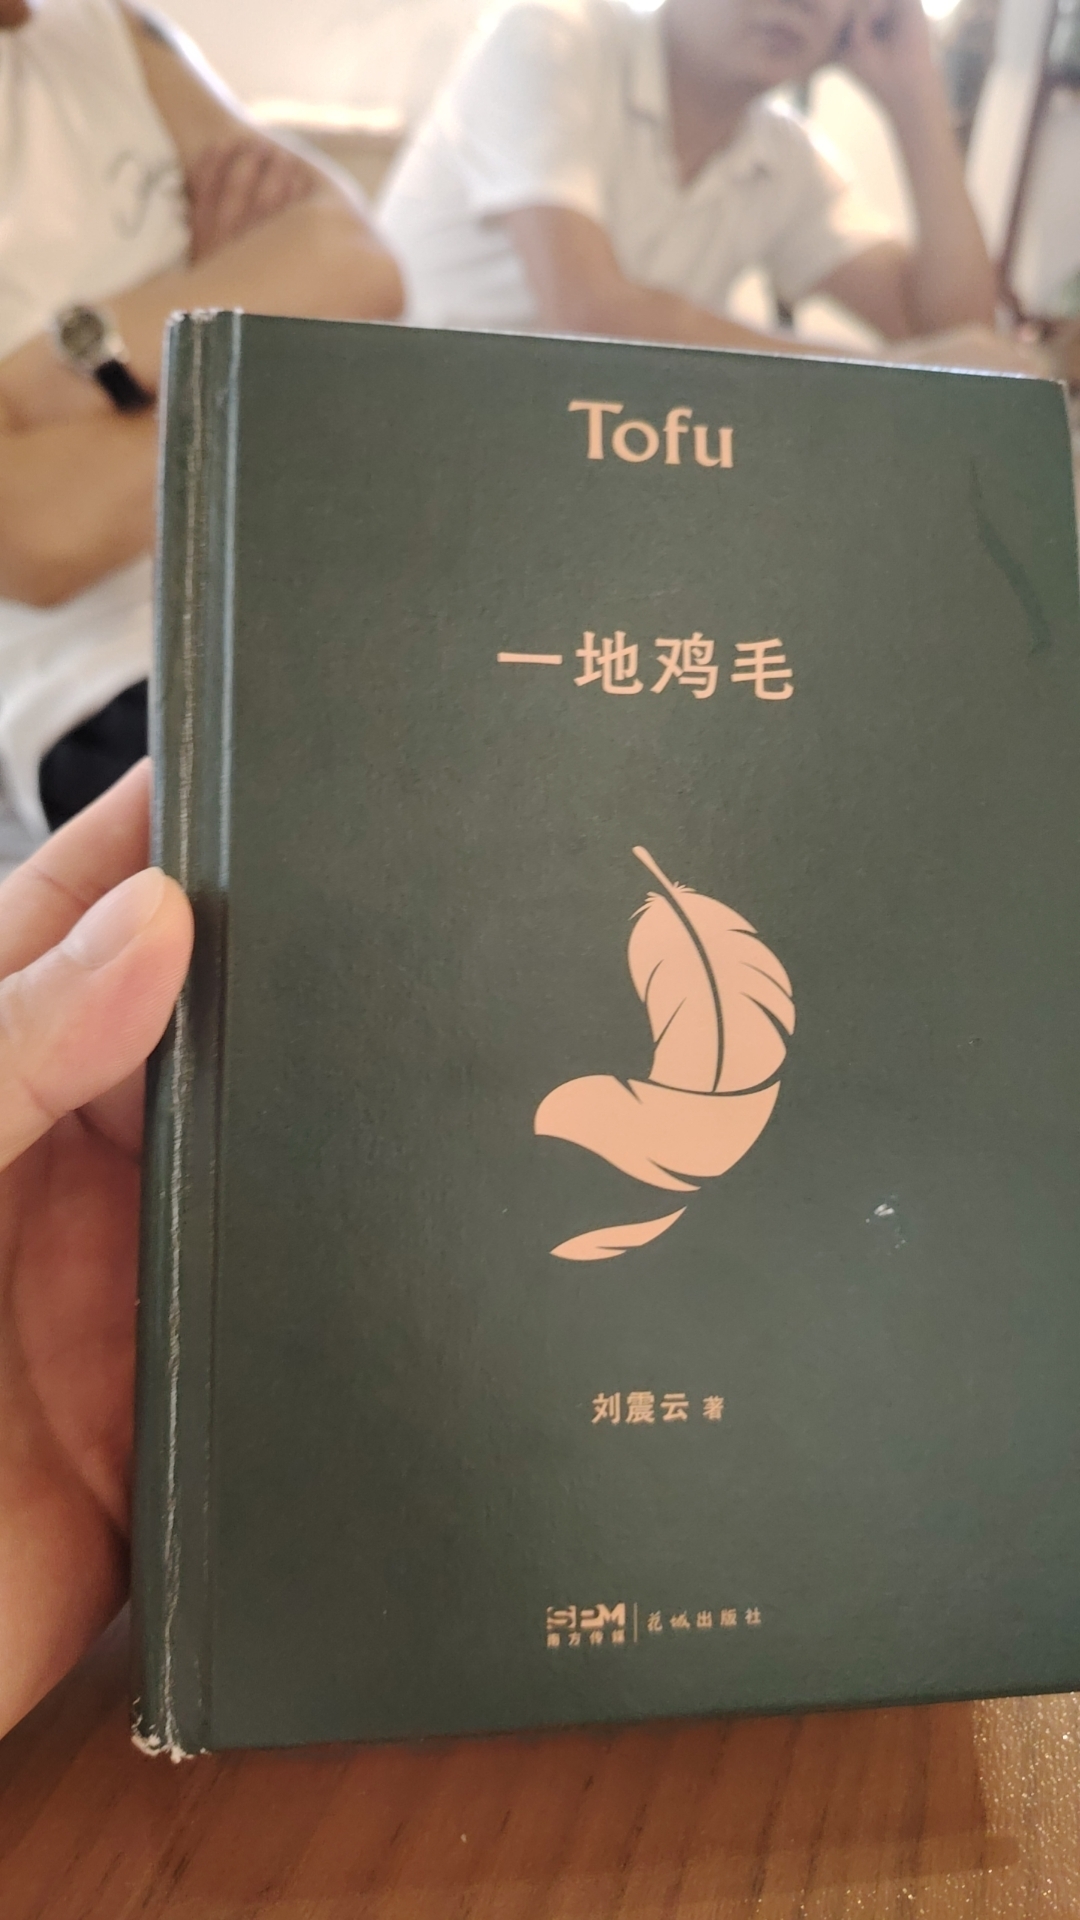 Tofu
一地鸡毛
刘震云 著
SPM 南方传媒 | 花城出版社